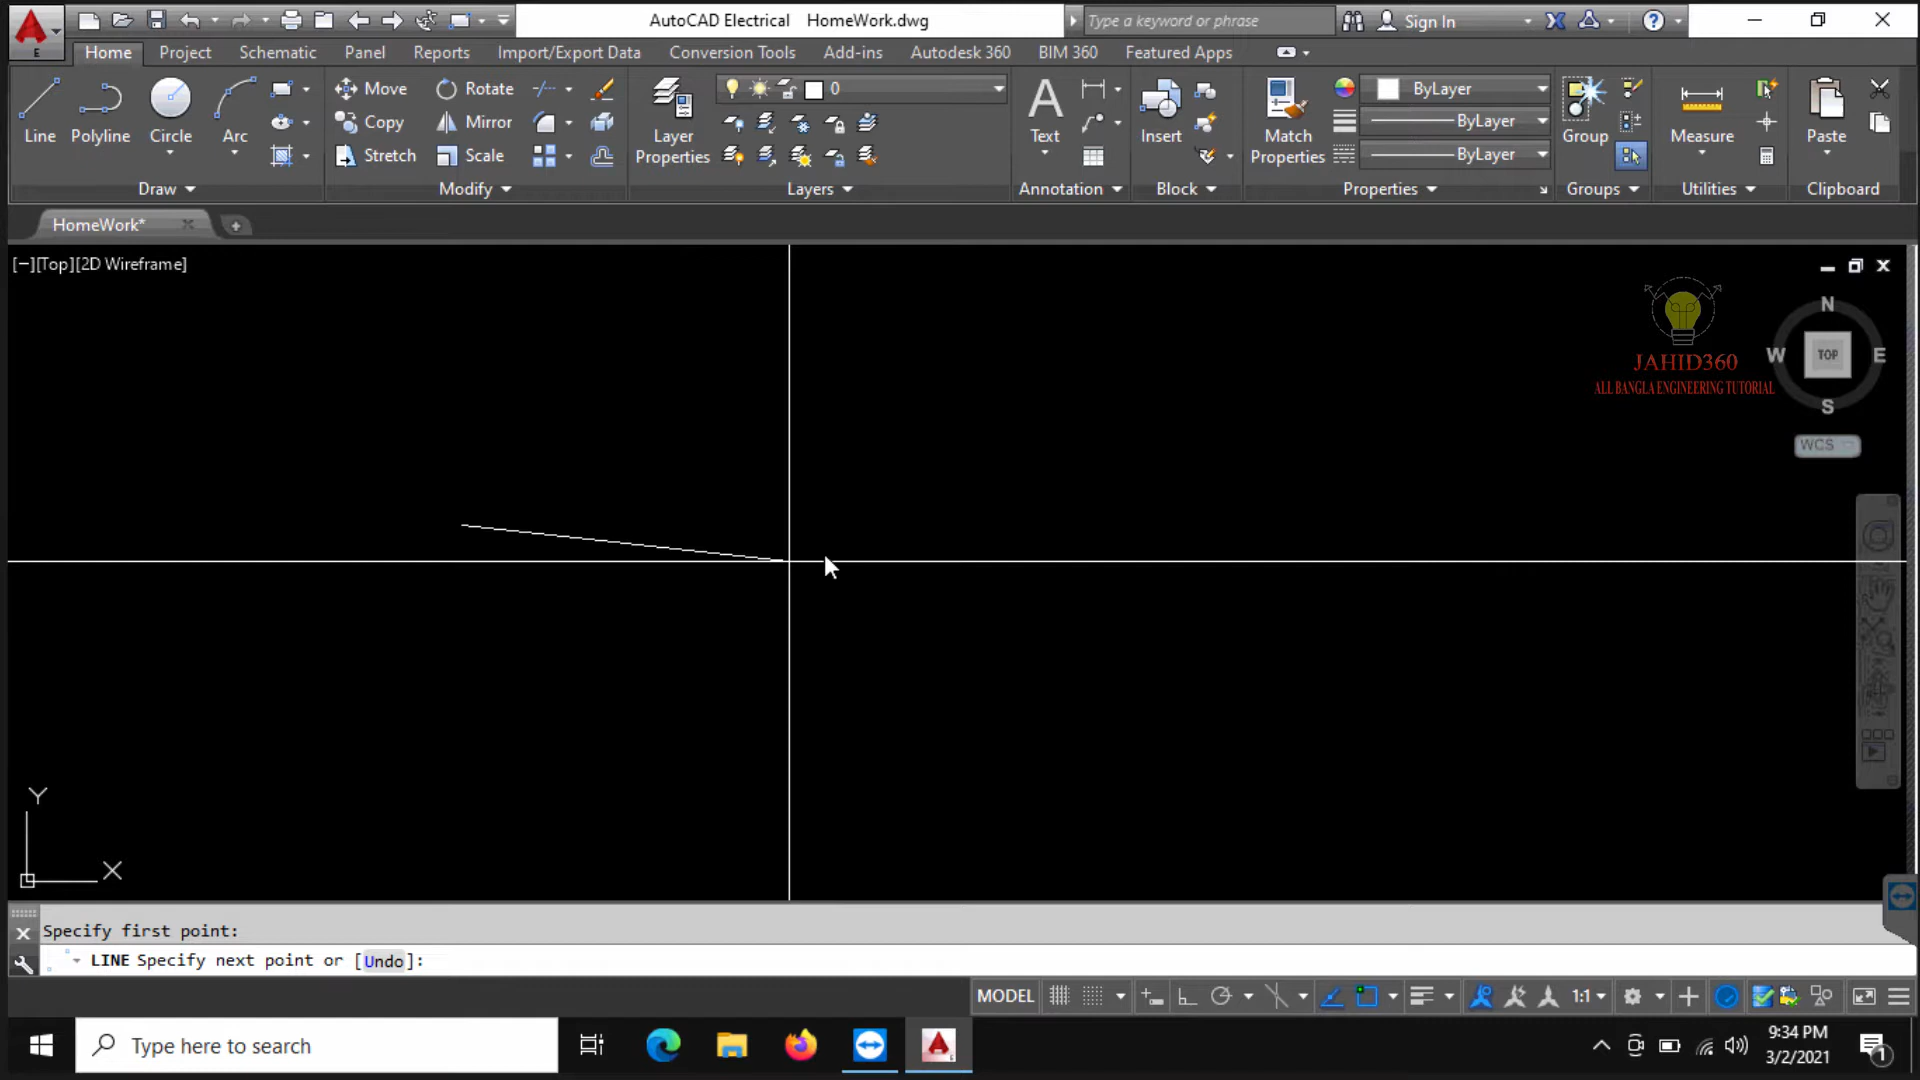 AutoCAD Electrical HomeWork.dwg
Type a keyword or phrase
Sign In
E
Home Project Schematic Panel Reports Import/Export Data Conversion Tools Add-ins Autodesk 360 BIM 360 Featured Apps
Line
Polyline
Circle
Arc
Draw
Move
Copy
Stretch
Rotate
Mirror
Scale
Modify
Layer
Properties
0
Layers
Text
Annotation
Insert
Block
Match
Properties
ByLayer
ByLayer
ByLayer
Properties
Group
Groups
Measure
Utilities
Paste
Clipboard
HomeWork*
[−][Top][2D Wireframe]
JAHID360
ALL BANGLA ENGINEERING TUTORIAL
N
W TOP E
S
WCS
Y
X
Specify first point:
LINE Specify next point or [Undo]:
MODEL
1:1
Type here to search
9:34 PM
3/2/2021
1